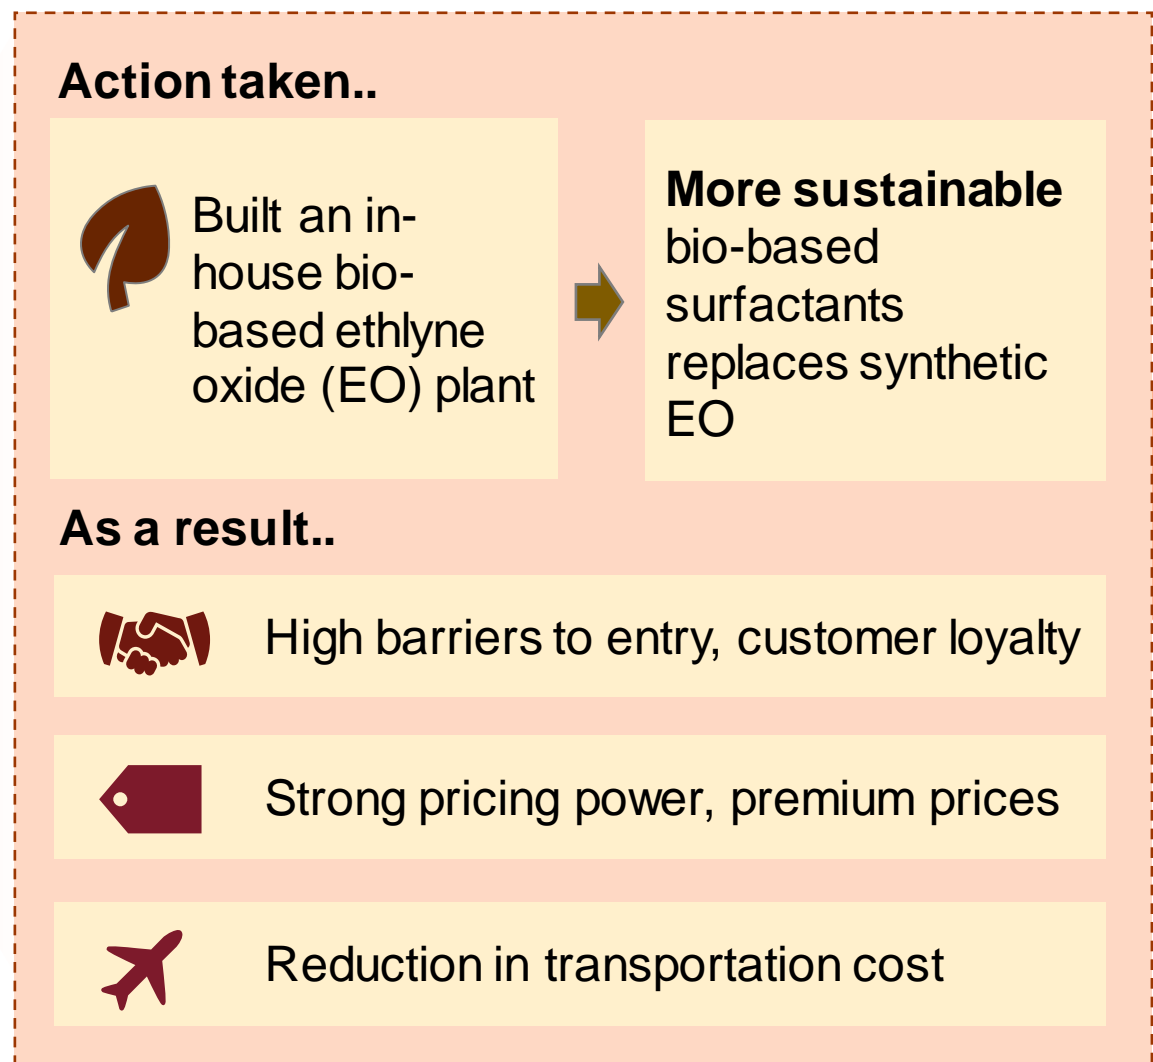 Action taken..
Built an in-
house bio-
based ethlyne
oxide (EO) plant
More sustainable
bio-based
surfactants
replaces synthetic
EO
As a result..
High barriers to entry, customer loyalty
Strong pricing power, premium prices
Reduction in transportation cost